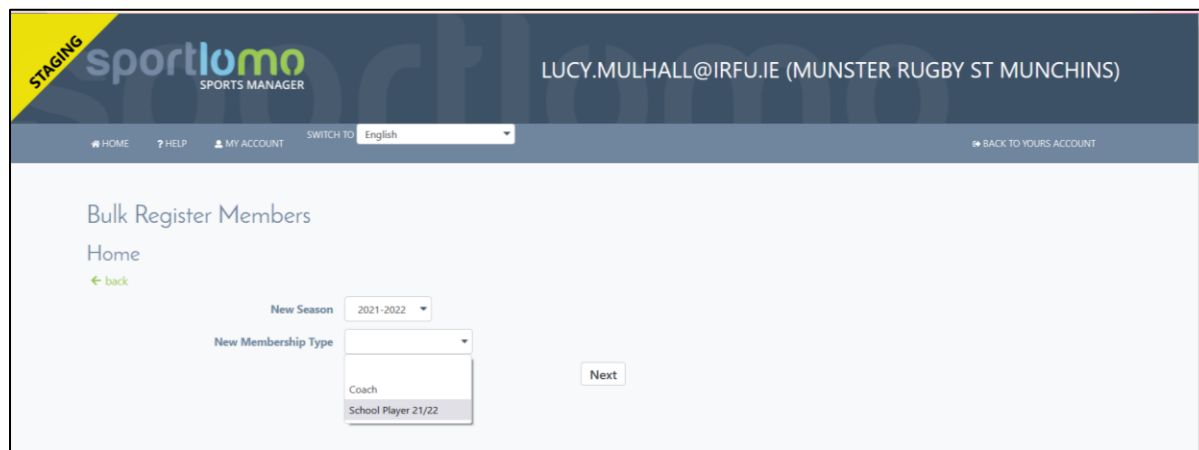 STAGING
sportlomo
SPORTS MANAGER
LUCY.MULHALL@IRFU.IE (MUNSTER RUGBY ST MUNCHINS)
HOME ? HELP MY ACCOUNT SWITCH TO English BACK TO YOURS ACCOUNT
Bulk Register Members
Home
back
New Season 2021-2022
New Membership Type
Next
Coach
School Player 21/22